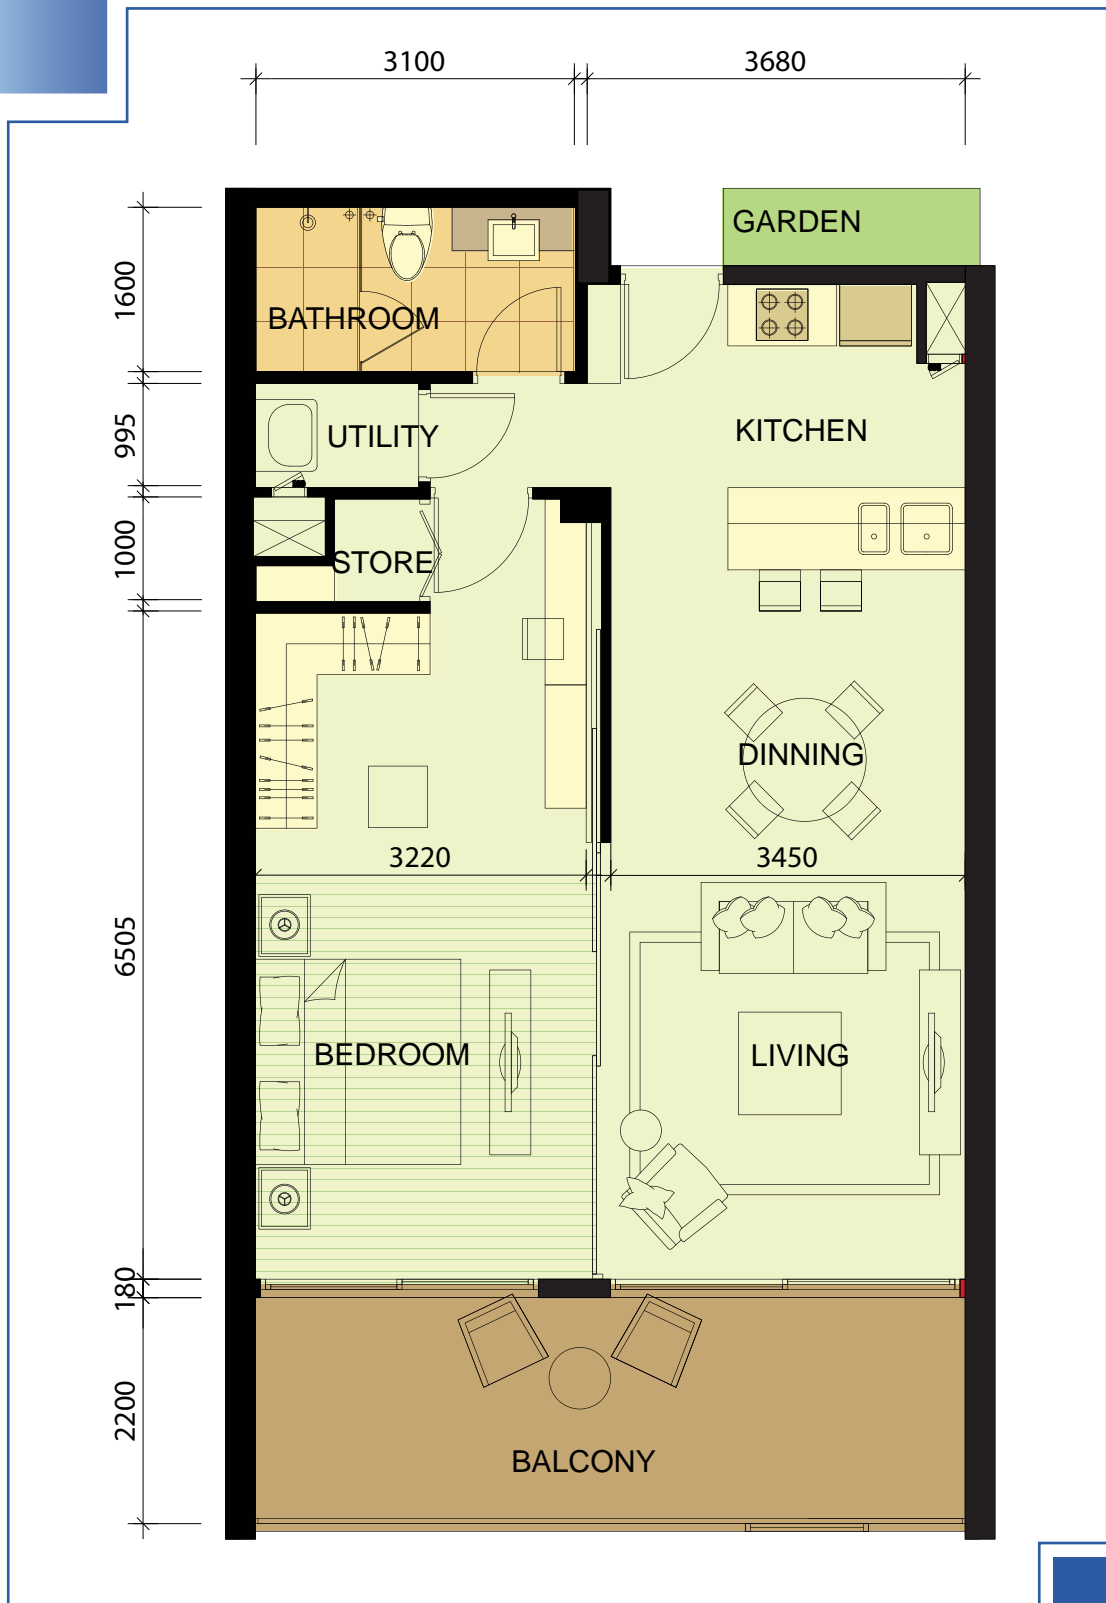 3100
3680
GARDEN
1600
BATHROOM
995
UTILITY
KITCHEN
1000
STORE
DINNING
3220
3450
6505
BEDROOM
LIVING
180
2200
BALCONY